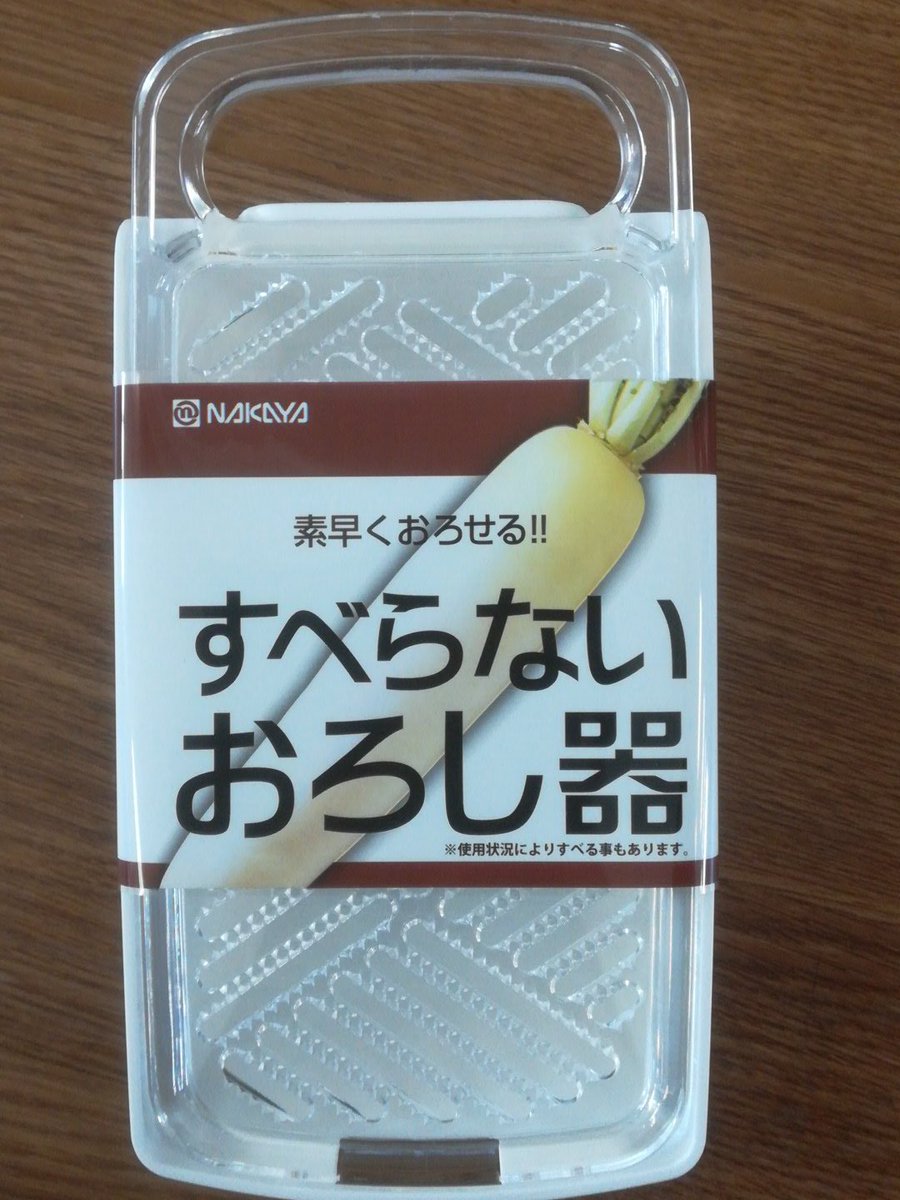 NAKAYA
素早くおろせる!!
すべらない
おろし器
※使用状況によりすべる事もあります。